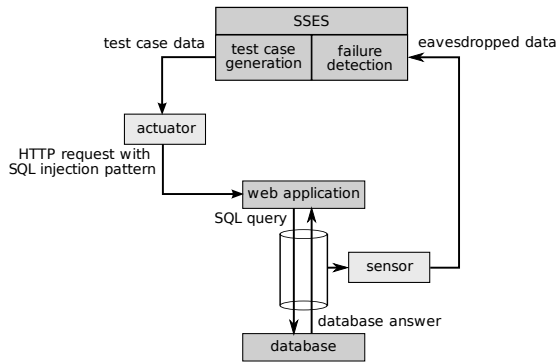 SSES
test case data
test case
generation
failure
detection
eavesdropped data
actuator
HTTP request with
SQL injection pattern
web application
SQL query
sensor
database answer
database